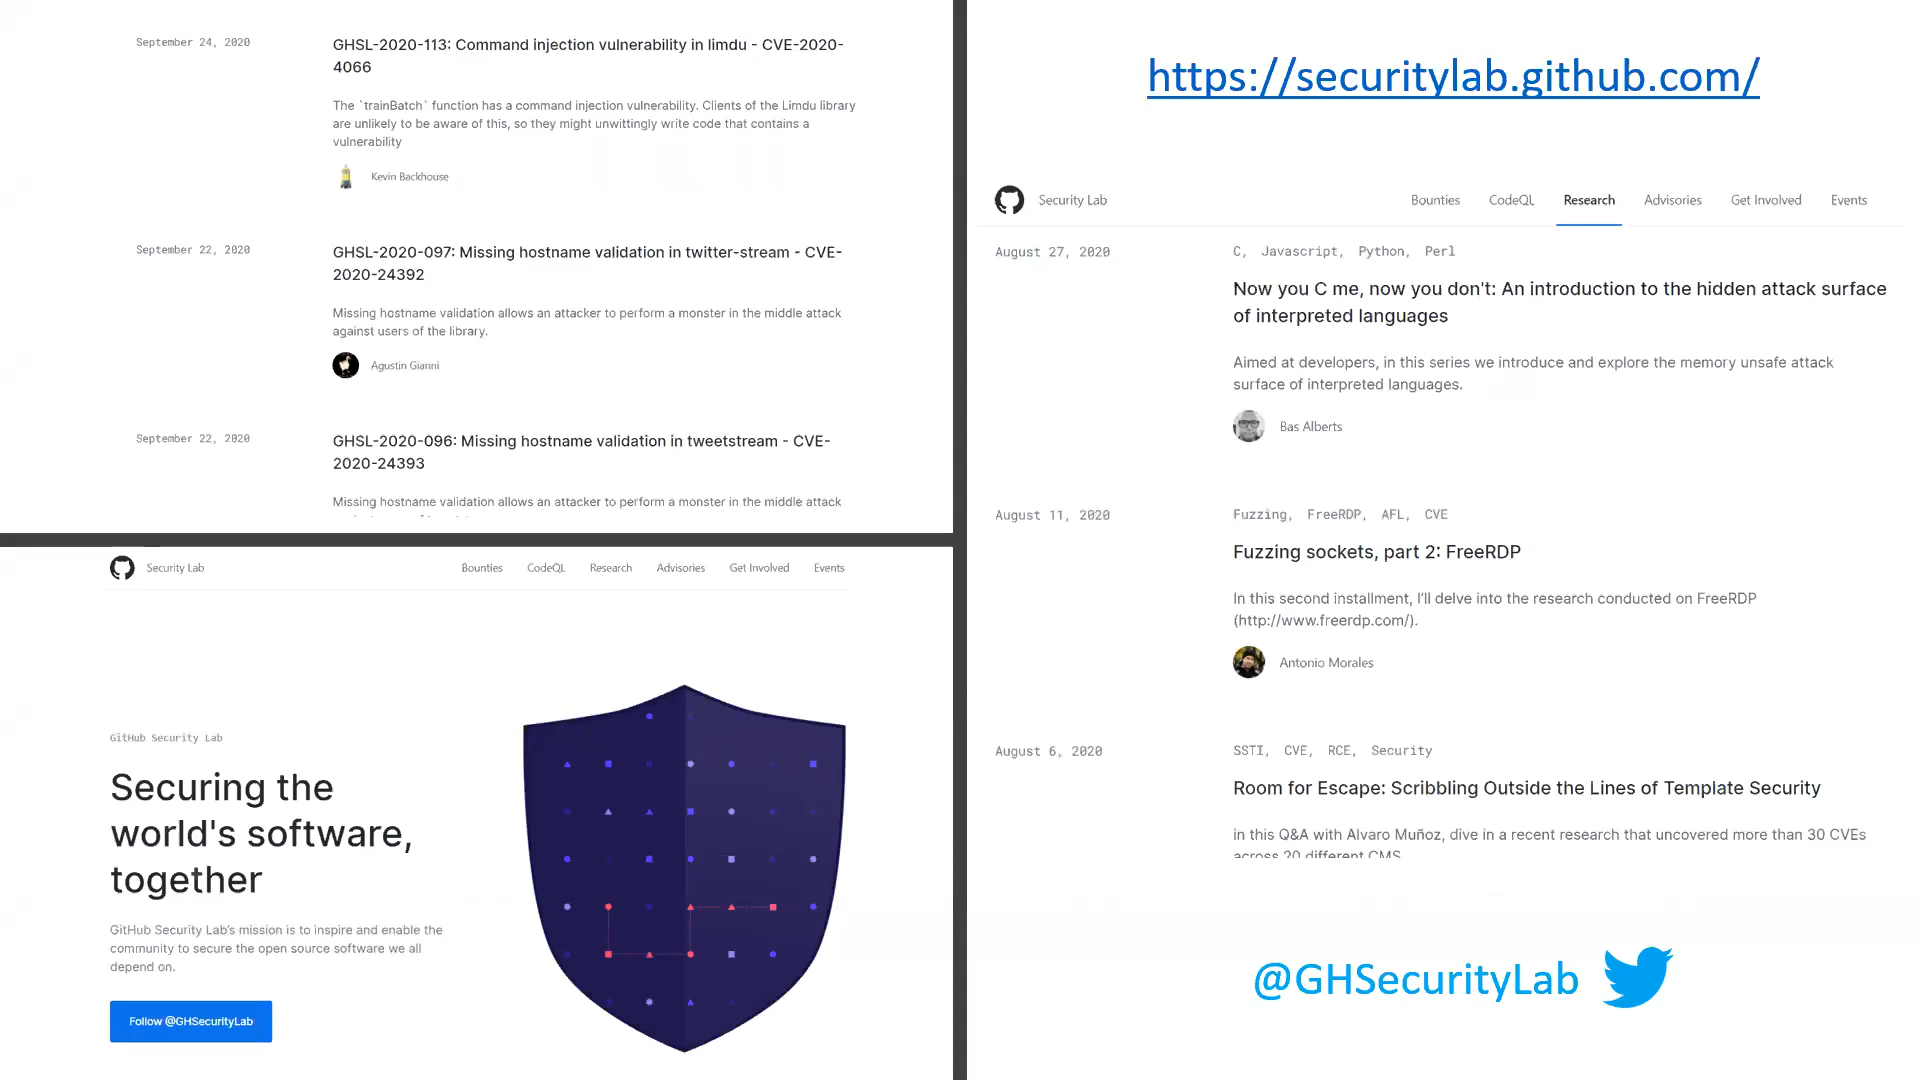 September 24, 2020
GHSL-2020-113: Command injection vulnerability in limdu - CVE-2020-
4066
The `trainBatch` function has a command injection vulnerability. Clients of the Limdu library
are unlikely to be aware of this, so they might unwittingly write code that contains a
vulnerability
Kevin Backhouse
September 22, 2020
GHSL-2020-097: Missing hostname validation in twitter-stream - CVE-
2020-24392
Missing hostname validation allows an attacker to perform a monster in the middle attack
against users of the library.
Agustin Gianni
September 22, 2020
GHSL-2020-096: Missing hostname validation in tweetstream - CVE-
2020-24393
Missing hostname validation allows an attacker to perform a monster in the middle attack
Security Lab
Bounties CodeQL Research Advisories Get Involved Events
GitHub Security Lab
Securing the
world's software,
together
GitHub Security Lab's mission is to inspire and enable the
community to secure the open source software we all
depend on.
Follow @GHSecurityLab
https://securitylab.github.com/
Security Lab
Bounties CodeQL Research Advisories Get Involved Events
August 27, 2020
C, Javascript, Python, Perl
Now you C me, now you don't: An introduction to the hidden attack surface
of interpreted languages
Aimed at developers, in this series we introduce and explore the memory unsafe attack
surface of interpreted languages.
Bas Alberts
August 11, 2020
Fuzzing, FreeRDP, AFL, CVE
Fuzzing sockets, part 2: FreeRDP
In this second installment, I'll delve into the research conducted on FreeRDP
(http://www.freerdp.com/).
Antonio Morales
August 6, 2020
SSTI, CVE, RCE, Security
Room for Escape: Scribbling Outside the Lines of Template Security
in this Q&A with Alvaro Muñoz, dive in a recent research that uncovered more than 30 CVEs
across 20 different CMS
@GHSecurityLab